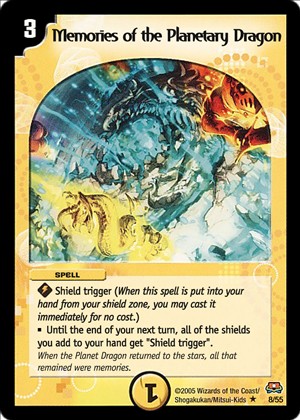 3 Memories of the Planetary Dragon
SPELL
Shield trigger (When this spell is put into your
hand from your shield zone, you may cast it
immediately for no cost.)
▪ Until the end of your next turn, all of the shields
you add to your hand get "Shield trigger".
When the Planet Dragon returned to the stars, all that
remained were memories.
1
©2005 Wizards of the Coast/
Shogakukan/Mitsui-Kids ★ 8/55